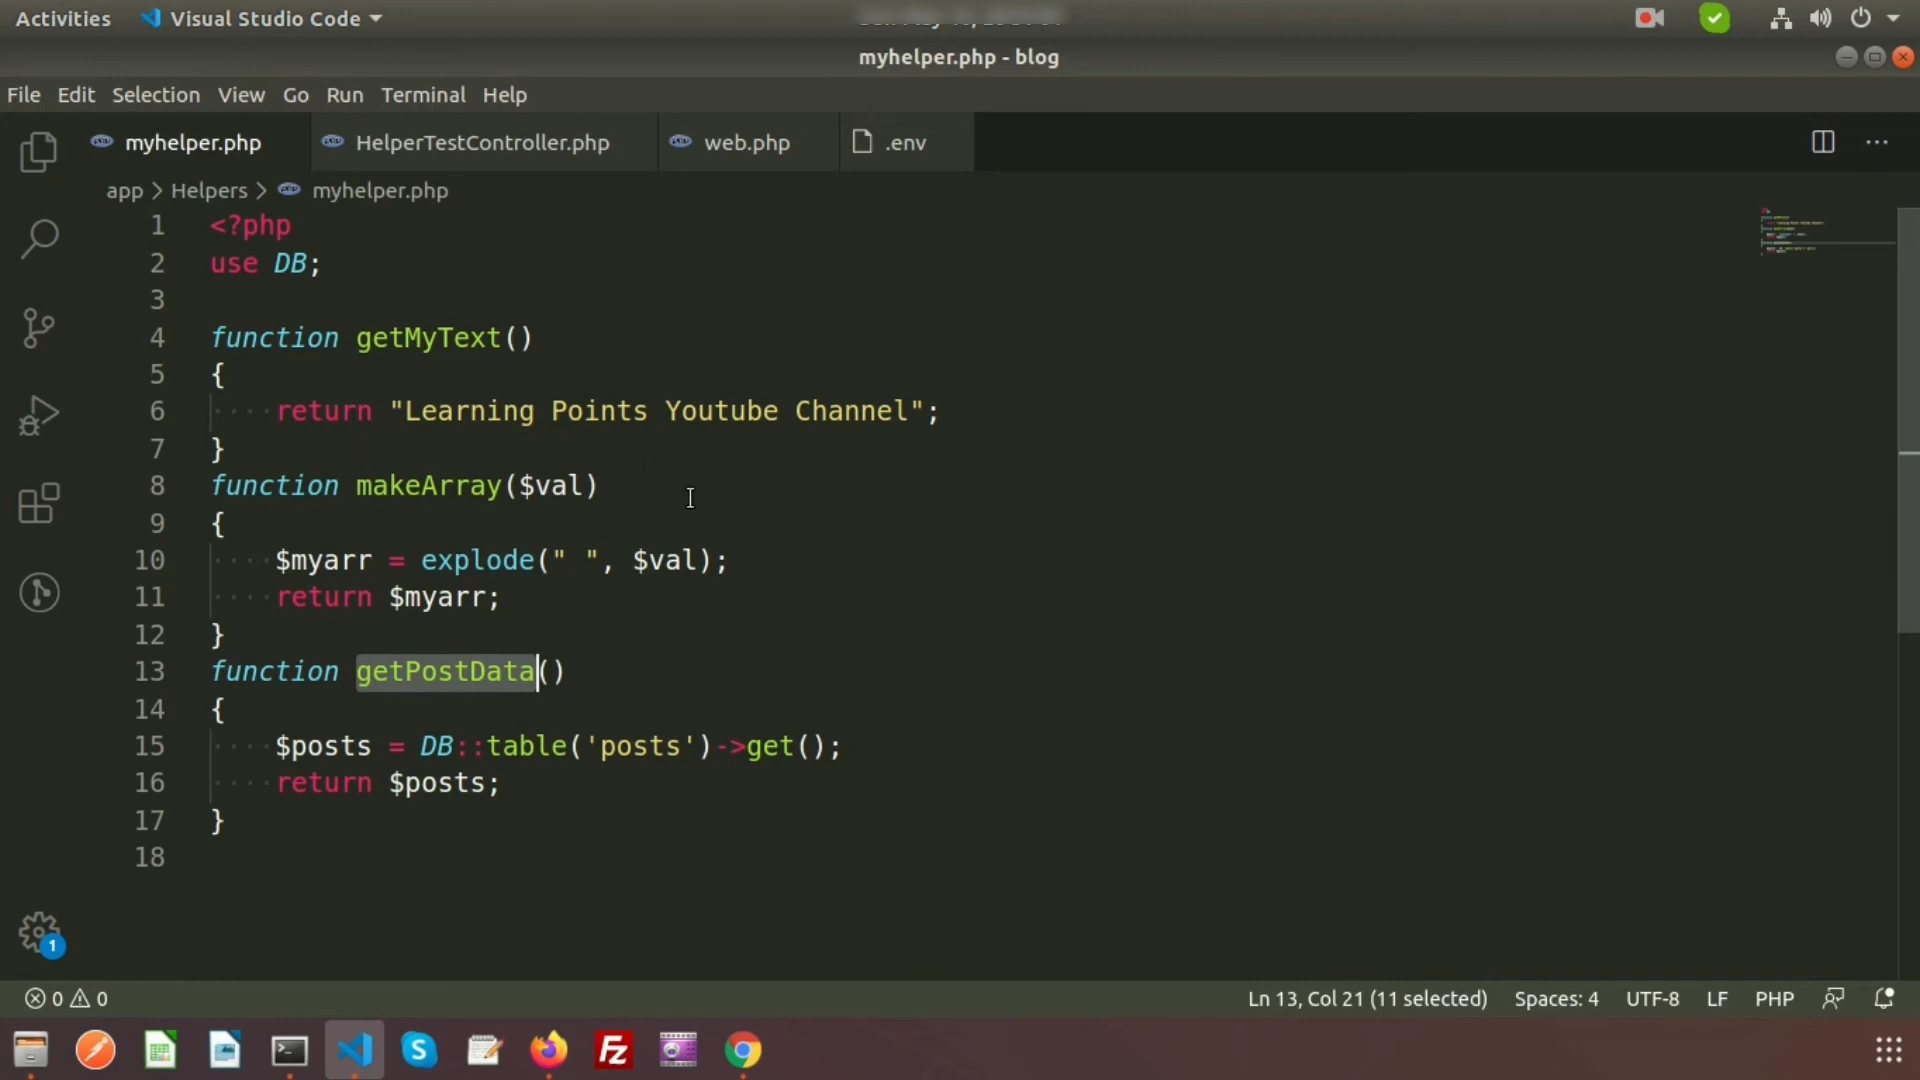 Activities Visual Studio Code
myhelper.php - blog
File Edit Selection View Go Run Terminal Help
myhelper.php HelperTestController.php web.php .env
app > Helpers > myhelper.php
1 <?php
2 use DB;
3
4 function getMyText()
5 {
6 ····return "Learning Points Youtube Channel";
7 }
8 function makeArray($val)
9 {
10 ····$myarr = explode(" ", $val);
11 ····return $myarr;
12 }
13 function getPostData()
14 {
15 ····$posts = DB::table('posts')->get();
16 ····return $posts;
17 }
18
1
0 0 Ln 13, Col 21 (11 selected) Spaces: 4 UTF-8 LF PHP
S
Fz